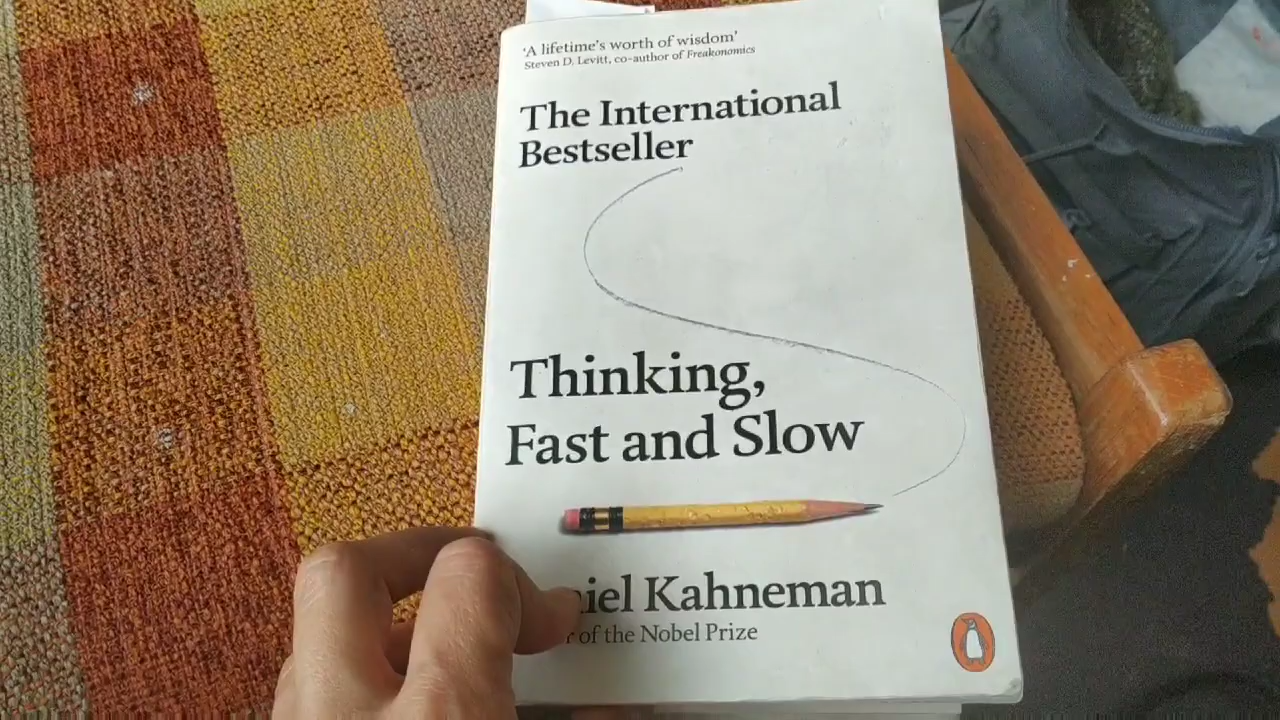 ‘A lifetime’s worth of wisdom’
Steven D. Levitt, co-author of Freakonomics
The International
Bestseller
Thinking,
Fast and Slow
Kahneman
of the Nobel Prize